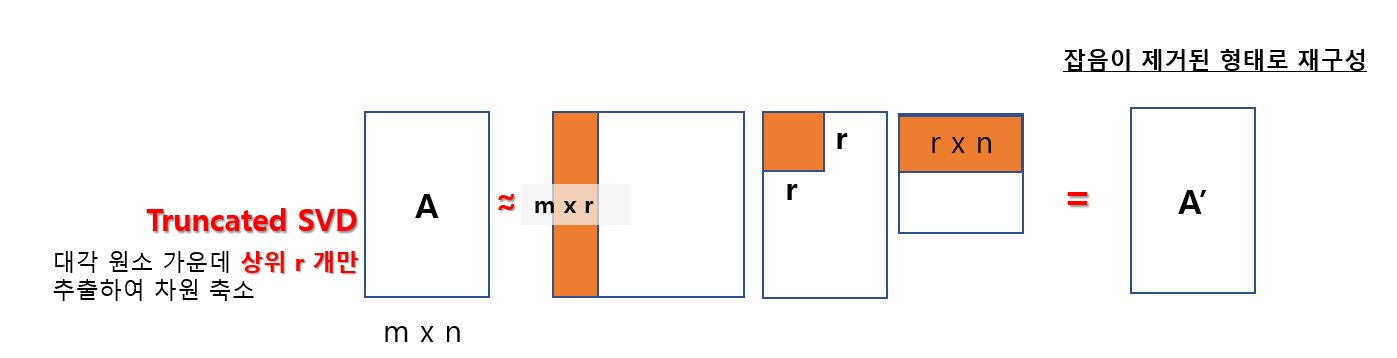 잡음이 제거된 형태로 재구성
Truncated SVD
대각 원소 가운데 상위 r 개만
추출하여 차원 축소
A
m x n
≈
m x r
r
r
r x n
=
A′